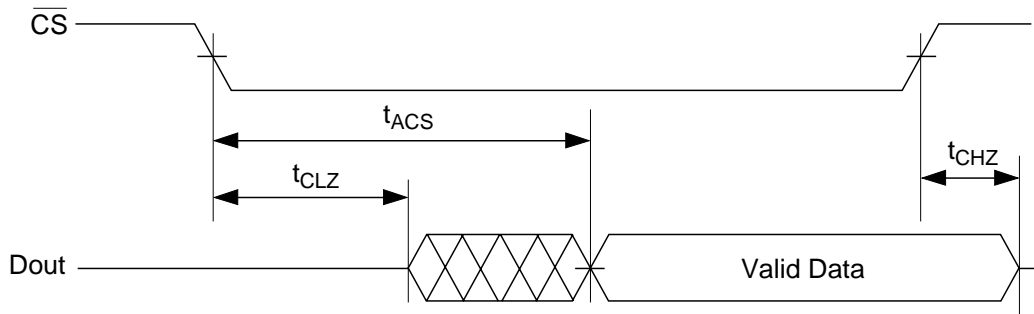 CS
tACS
tCHZ
tCLZ
Dout
Valid Data